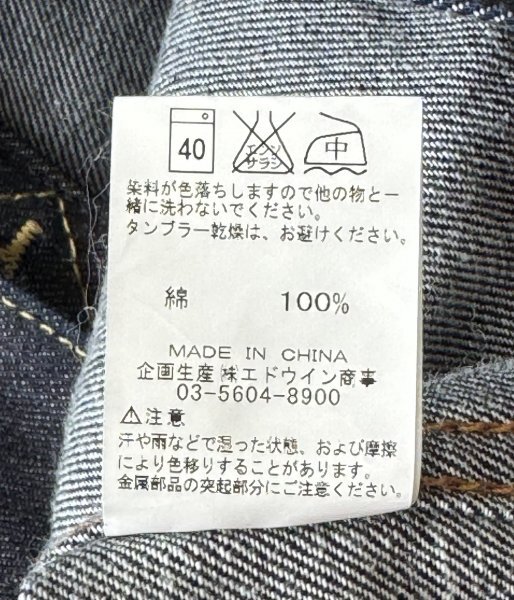 40 エンソ サラシ 中
染料が色落ちしますので他の物と一
緒に洗わないでください。
タンブラー乾燥は、お避けください。
綿 100%
MADE IN CHINA
企画生産㈱エドウイン商事
03-5604-8900
⚠注意
汗や雨などで湿った状態、および摩擦
により色移りすることがあります。
金属部品の突起部分にご注意ください。